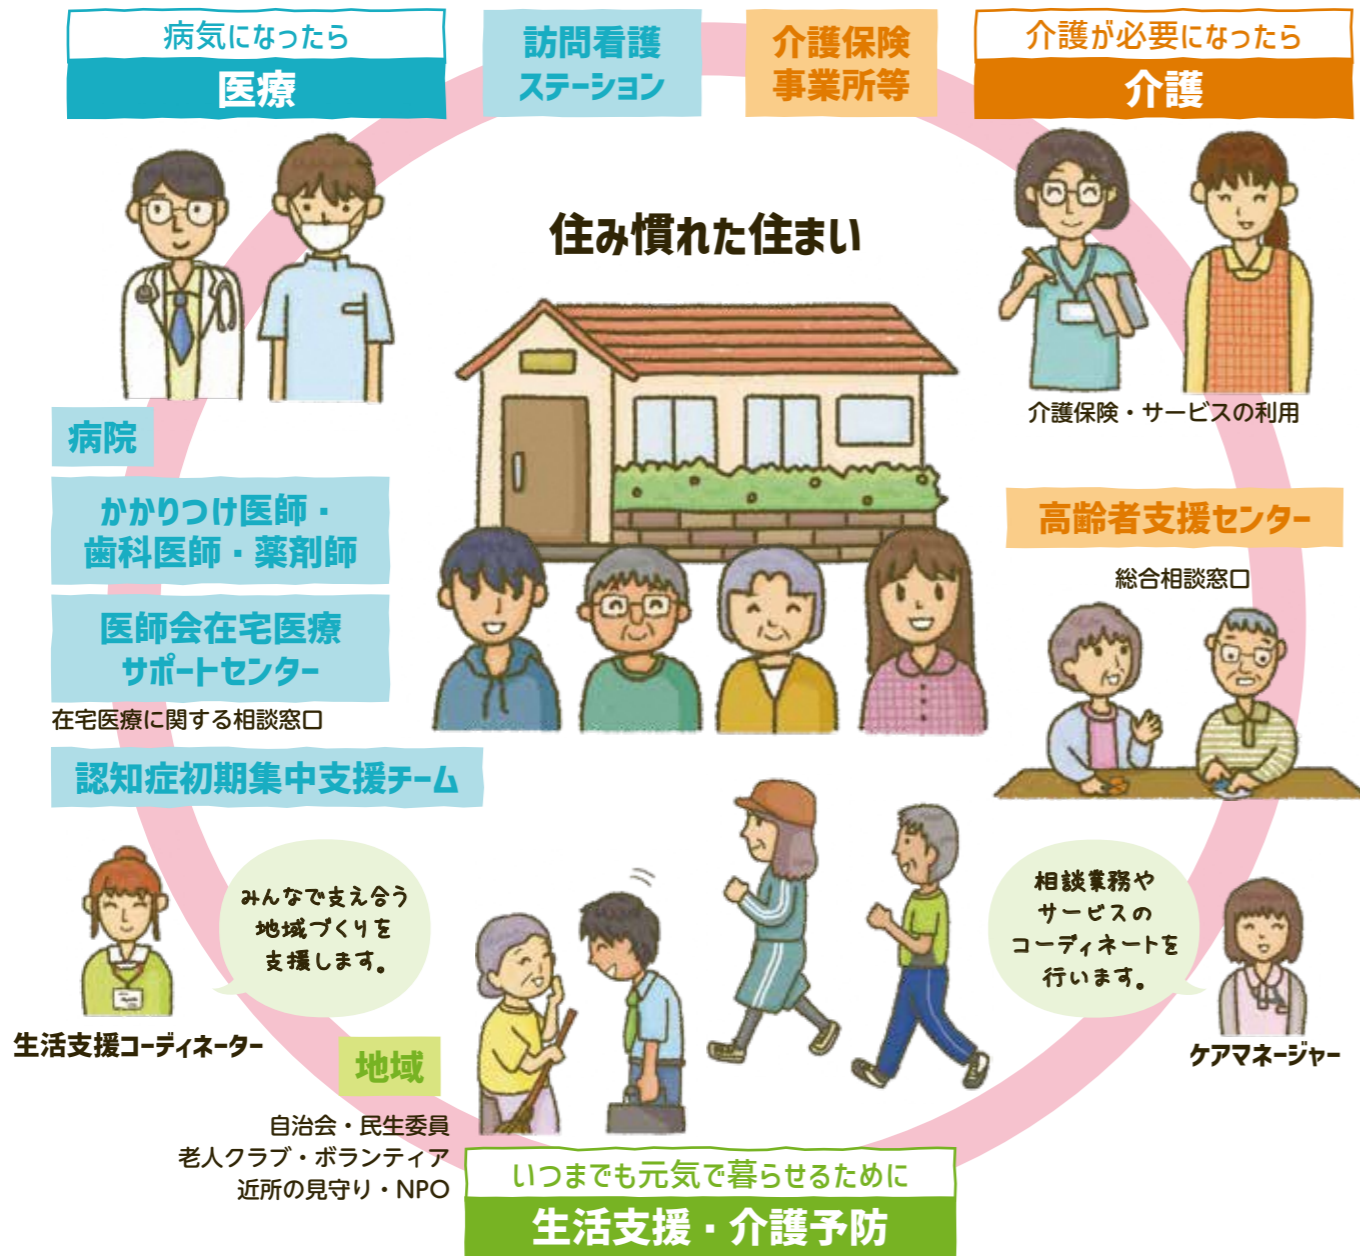 病気になったら
医療
訪問看護
ステーション
介護保険
事業所等
介護が必要になったら
介護
住み慣れた住まい
介護保険・サービスの利用
病院
かかりつけ医師・
歯科医師・薬剤師
医師会在宅医療
サポートセンター
在宅医療に関する相談窓口
認知症初期集中支援チーム
高齢者支援センター
総合相談窓口
みんなで支え合う
地域づくりを
支援します。
生活支援コーディネーター
相談業務や
サービスの
コーディネートを
行います。
ケアマネージャー
地域
自治会・民生委員
老人クラブ・ボランティア
近所の見守り・NPO
いつまでも元気で暮らせるために
生活支援・介護予防